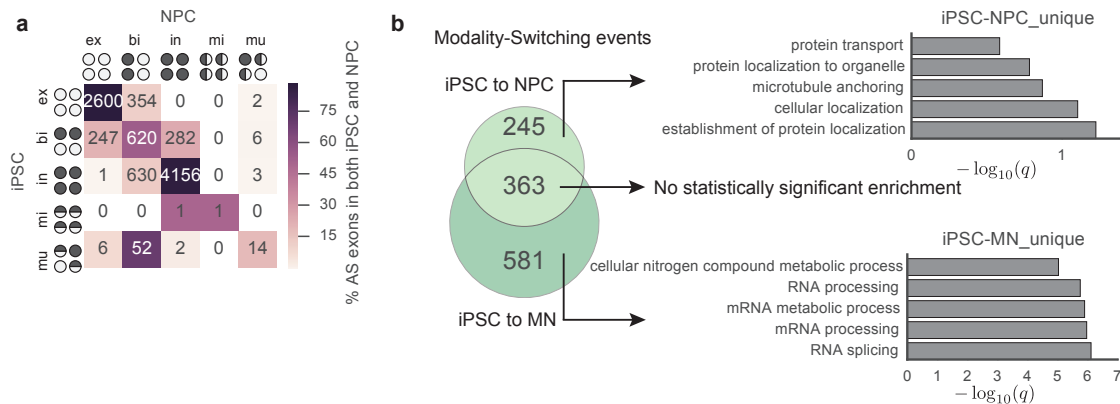 a
NPC
ex bi in mi mu
iPSC
ex 2600 354 0 0 2
bi 247 620 282 6
in 1 630 4156 0 3
mi 0 0 1 1 0
mu 6 52 2 0 14
75
60
45
30
15
% AS exons in both iPSC and NPC
b
Modality-Switching events
iPSC to NPC
245
363
581
iPSC to MN
No statistically significant enrichment
iPSC-NPC_unique
protein transport
protein localization to organelle
microtubule anchoring
cellular localization
establishment of protein localization
0 1
−log10(q)
iPSC-MN_unique
cellular nitrogen compound metabolic process
RNA processing
mRNA metabolic process
mRNA processing
RNA splicing
0 1 2 3 4 5 6 7
−log10(q)